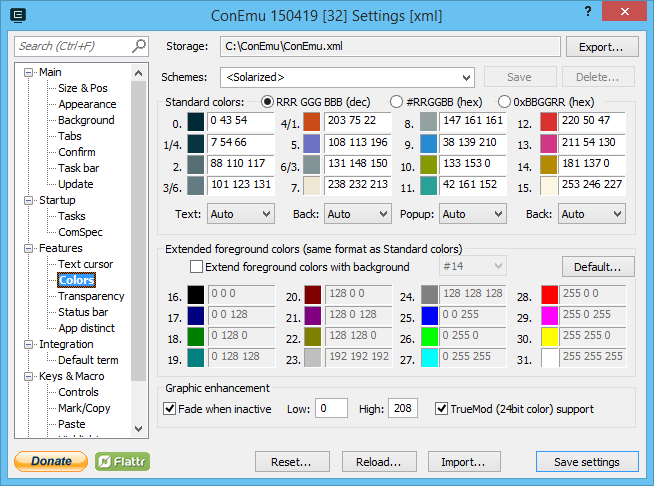 ConEmu 150419 [32] Settings [xml]
? X
Search (Ctrl+F)
Storage: C:\ConEmu\ConEmu.xml Export...
Schemes: <Solarized> Save Delete...
Main
Size & Pos
Appearance
Background
Tabs
Confirm
Task bar
Update
Startup
Tasks
ComSpec
Features
Text cursor
Colors
Transparency
Status bar
App distinct
Integration
Default term
Keys & Macro
Controls
Mark/Copy
Paste
Standard colors: RRR GGG BBB (dec) #RRGGBB (hex) 0xBBGGRR (hex)
0. 0 43 54 4/1. 203 75 22 8. 147 161 161 12. 220 50 47
1/4. 7 54 66 5. 108 113 196 9. 38 139 210 13. 211 54 130
2. 88 110 117 6/3. 131 148 150 10. 133 153 0 14. 181 137 0
3/6. 101 123 131 7. 238 232 213 11. 42 161 152 15. 253 246 227
Text: Auto Back: Auto Popup: Auto Back: Auto
Extended foreground colors (same format as Standard colors)
Extend foreground colors with background #14 Default...
16. 0 0 0 20. 128 0 0 24. 128 128 128 28. 255 0 0
17. 0 0 128 21. 128 0 128 25. 0 0 255 29. 255 0 255
18. 0 128 0 22. 128 128 0 26. 0 255 0 30. 255 255 0
19. 0 128 128 23. 192 192 192 27. 0 255 255 31. 255 255 255
Graphic enhancement
Fade when inactive Low: 0 High: 208 TrueMod (24bit color) support
Donate Flattr Reset... Reload... Import... Save settings